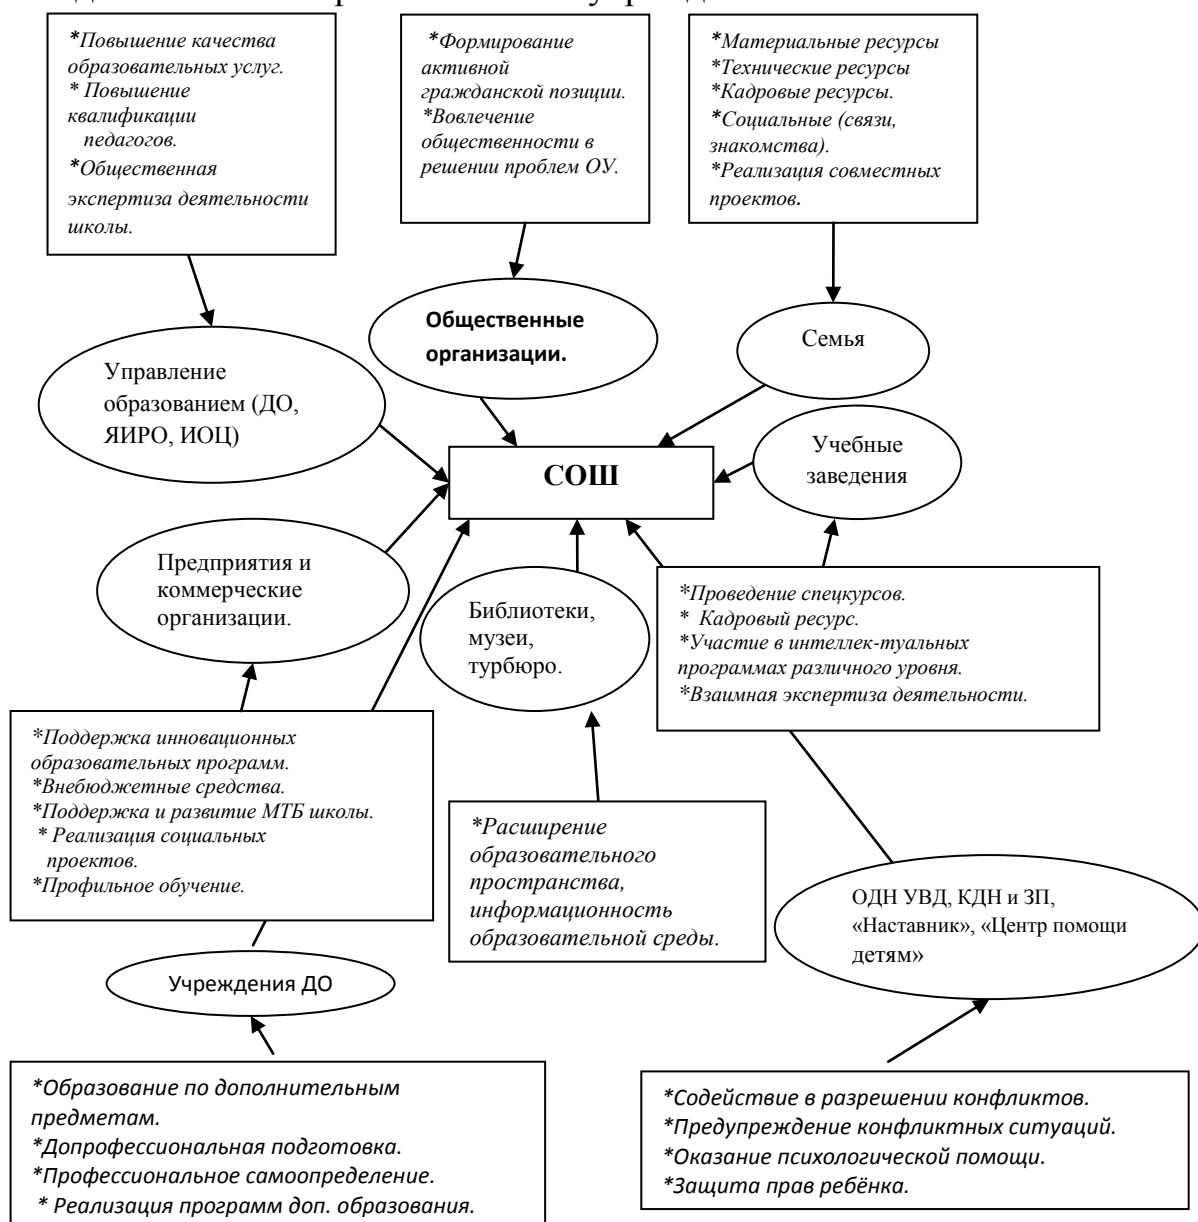 *Повышение качества
образовательных услуг.
* Повышение
квалификации
педагогов.
*Общественная
экспертиза деятельности
школы.
*Формирование
активной
гражданской позиции.
*Вовлечение
общественности в
решении проблем ОУ.
*Материальные ресурсы
*Технические ресурсы
*Кадровые ресурсы.
*Социальные (связи,
знакомства).
*Реализация совместных
проектов.
Управление
образованием (ДО,
ЯИРО, ИОЦ)
Общественные
организации.
Семья
СОШ
Учебные
заведения
Предприятия и
коммерческие
организации.
Библиотеки,
музеи,
турбюро.
*Проведение спецкурсов.
* Кадровый ресурс.
*Участие в интеллек-туальных
программах различного уровня.
*Взаимная экспертиза деятельности.
*Поддержка инновационных
образовательных программ.
*Внебюджетные средства.
*Поддержка и развитие МТБ школы.
* Реализация социальных
проектов.
*Профильное обучение.
*Расширение
образовательного
пространства,
информационность
образовательной среды.
ОДН УВД, КДН и ЗП,
«Наставник», «Центр помощи
детям»
Учреждения ДО
*Образование по дополнительным
предметам.
*Допрофессиональная подготовка.
*Профессиональное самоопределение.
* Реализация программ доп. образования.
*Содействие в разрешении конфликтов.
*Предупреждение конфликтных ситуаций.
*Оказание психологической помощи.
*Защита прав ребёнка.